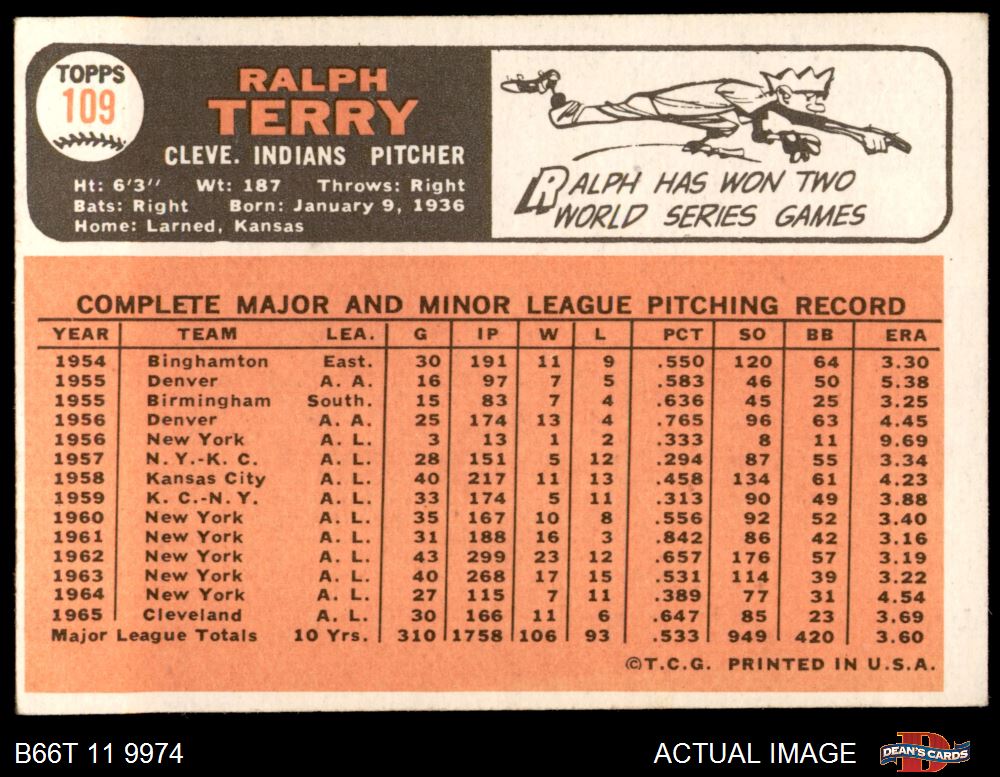 TOPPS
109
RALPH
TERRY
CLEVE. INDIANS PITCHER
Ht: 6'3'' Wt: 187 Throws: Right
Bats: Right Born: January 9, 1936
Home: Larned, Kansas
RALPH HAS WON TWO
WORLD SERIES GAMES
COMPLETE MAJOR AND MINOR LEAGUE PITCHING RECORD
YEAR TEAM LEA. G IP W L PCT SO BB ERA
1954 Binghamton East. 30 191 11 9 .550 120 64 3.30
1955 Denver A. A. 16 97 7 5 .583 46 50 5.38
1955 Birmingham South. 15 83 7 4 .636 45 25 3.25
1956 Denver A. A. 25 174 13 4 .765 96 63 4.45
1956 New York A. L. 3 13 1 2 .333 8 11 9.69
1957 N. Y.-K. C. A. L. 28 151 5 12 .294 87 55 3.34
1958 Kansas City A. L. 40 217 11 13 .458 134 61 4.23
1959 K. C.-N. Y. A. L. 33 174 5 11 .313 90 49 3.88
1960 New York A. L. 35 167 10 8 .556 92 52 3.40
1961 New York A. L. 31 188 16 3 .842 86 42 3.16
1962 New York A. L. 43 299 23 12 .657 176 57 3.19
1963 New York A. L. 40 268 17 15 .531 114 39 3.22
1964 New York A. L. 27 115 7 11 .389 77 31 4.54
1965 Cleveland A. L. 30 166 11 6 .647 85 23 3.69
Major League Totals 10 Yrs. 310 1758 106 93 .533 949 420 3.60
©T.C.G. PRINTED IN U.S.A.
B66T 11 9974
ACTUAL IMAGE
DEAN'S CARDS